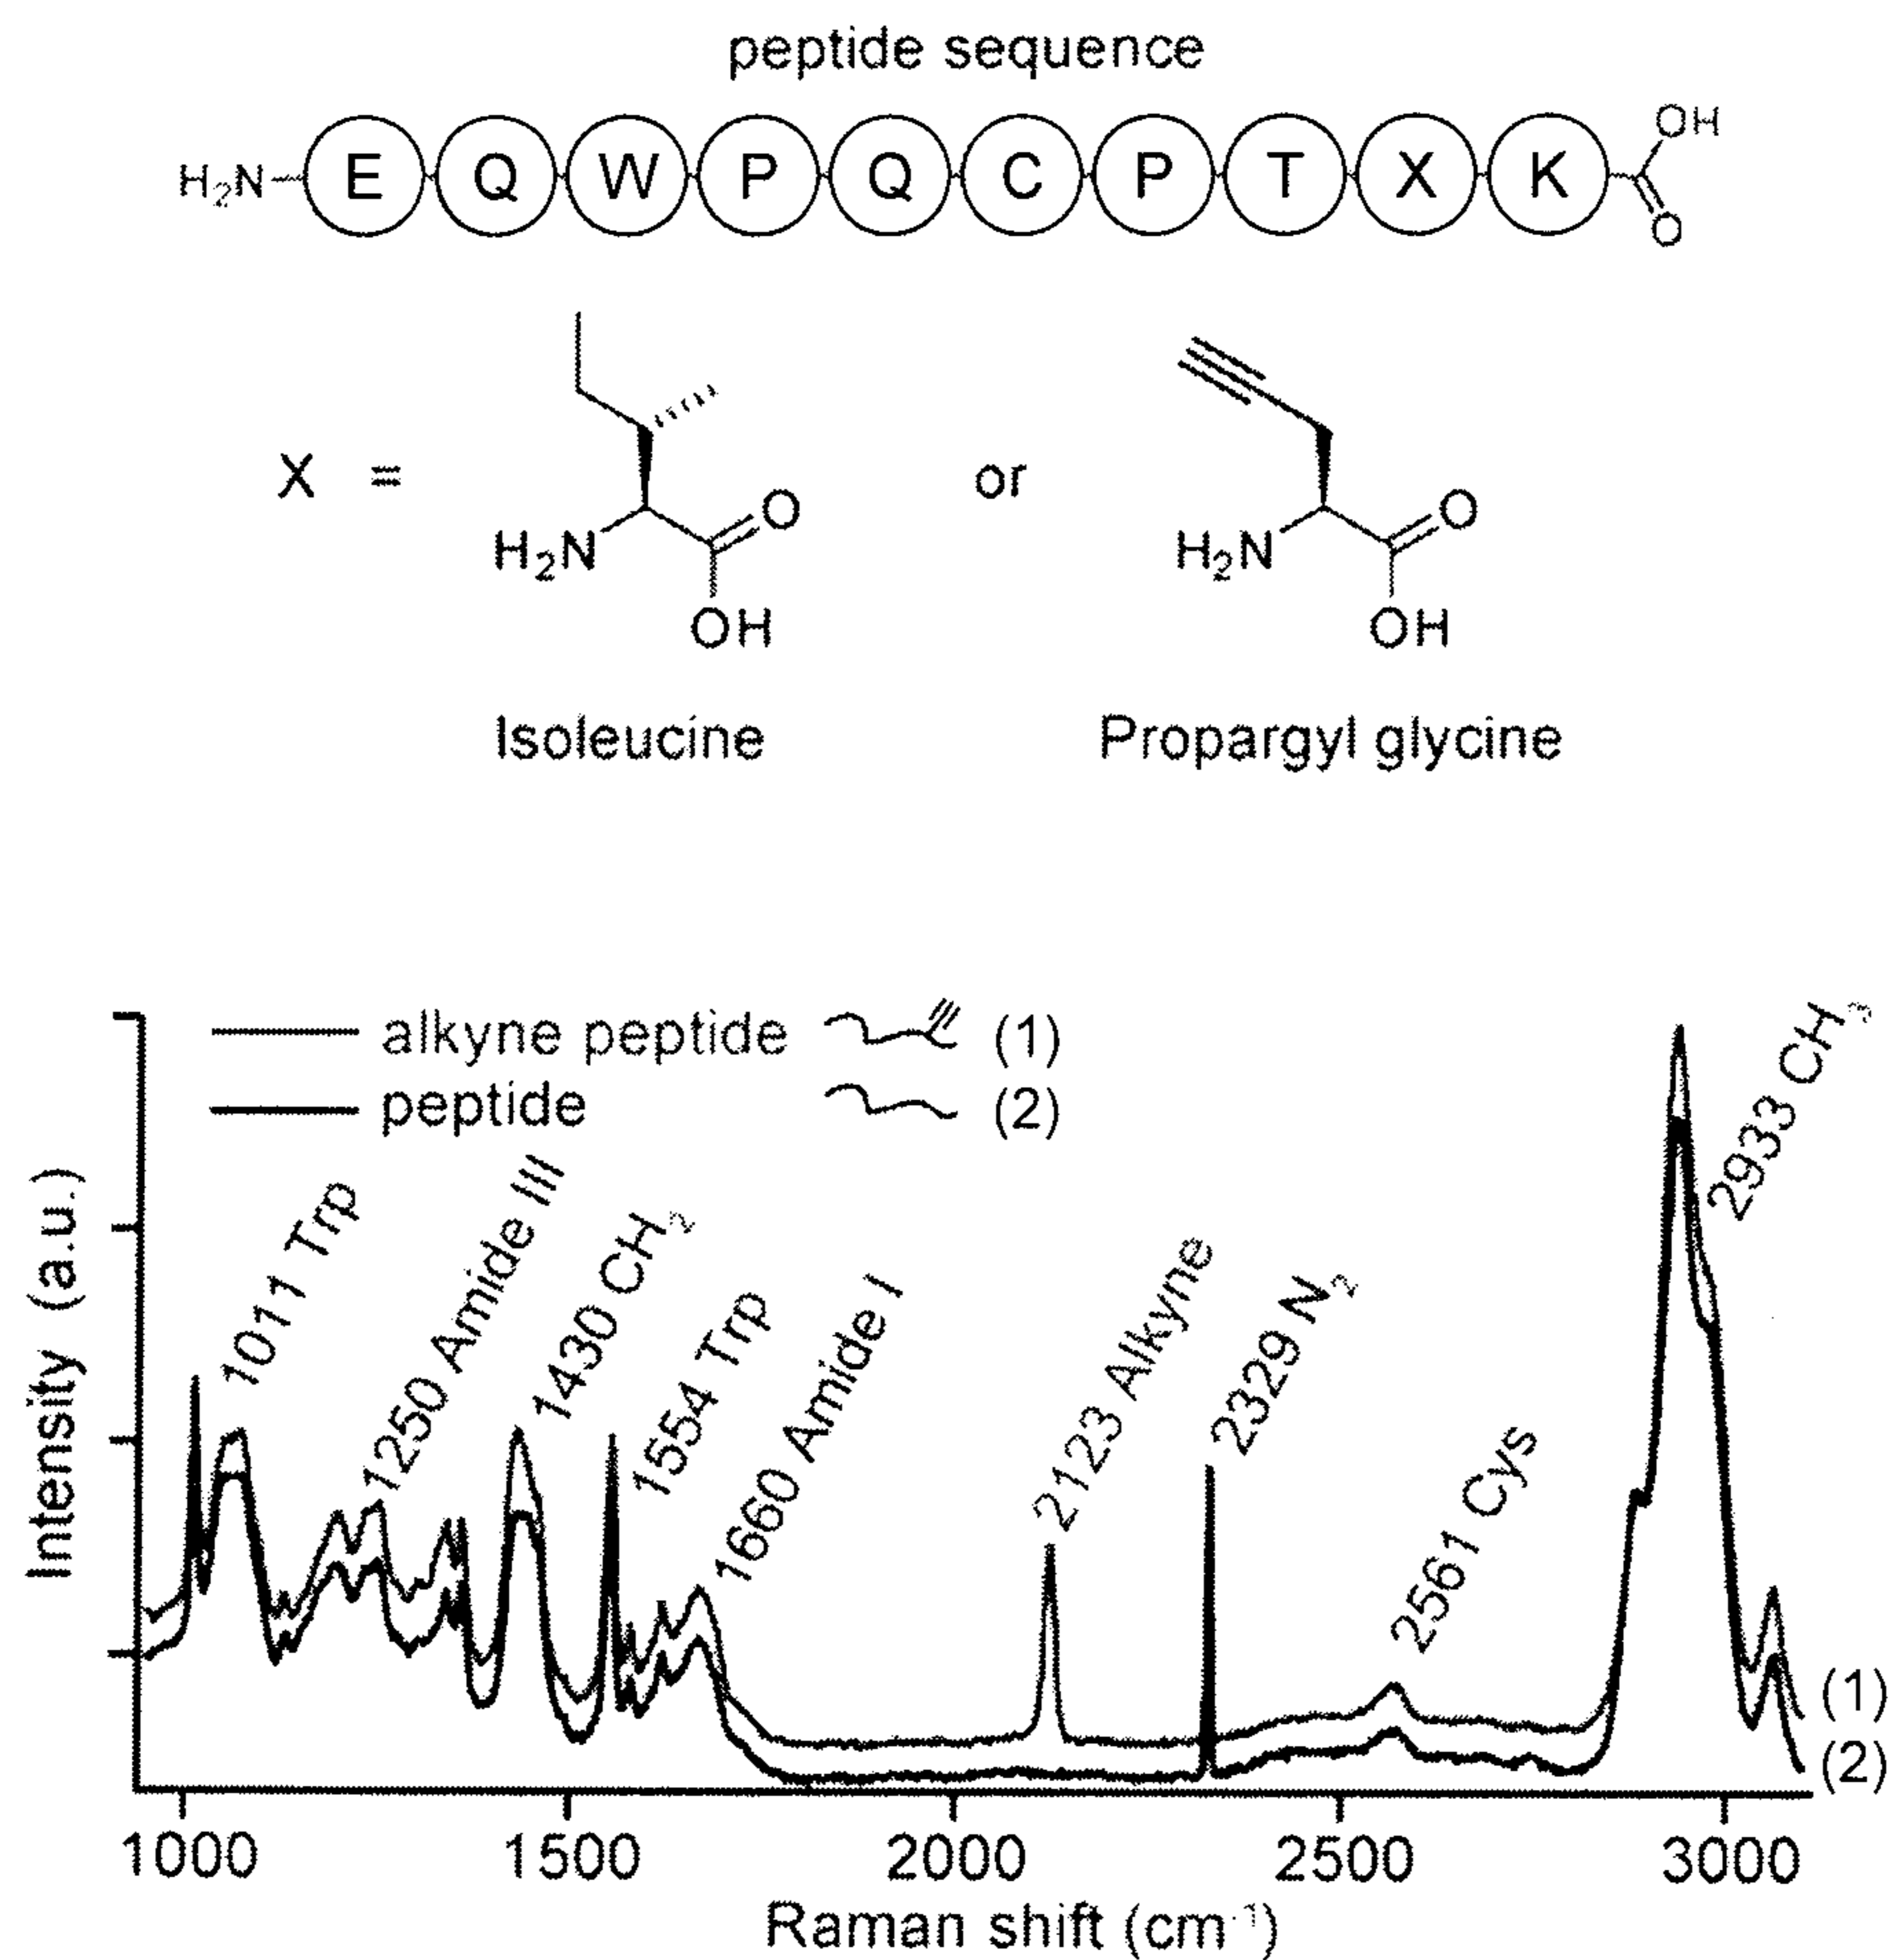 peptide sequence
H₂N E Q W P Q C P T X K OH
O
X = H₂N O OH or H₂N O OH
Isoleucine Propargyl glycine
alkyne peptide (1)
peptide (2)
1011 Trp
1250 Amide III
1430 CH₂
1554 Trp
1660 Amide I
2123 Alkyne
2329 N₂
2561 Cys
2933 CH₃
(1)
(2)
Intensity (a.u.)
1000 1500 2000 2500 3000
Raman shift (cm⁻¹)